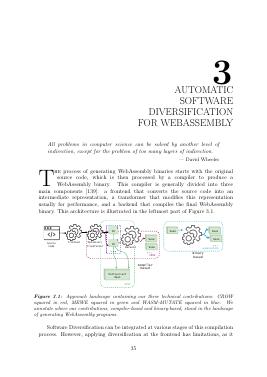 3
AUTOMATIC
SOFTWARE
DIVERSIFICATION
FOR WEBASSEMBLY
All problems in computer science can be solved by another level of
indirection, except for the problem of too many layers of indirection.
— David Wheeler
THE process of generating WebAssembly binaries starts with the original
source code, which is then processed by a compiler to produce a
WebAssembly binary. This compiler is generally divided into three
main components [139]: a frontend that converts the source code into an
intermediate representation, a transformer that modifies this representation
usually for performance, and a backend that compiles the final WebAssembly
binary. This architecture is illustrated in the leftmost part of Figure 3.1.
Figure 3.1: Approach landscape containing our three technical contributions: CROW
squared in red, MEWE squared in green and WASM-MUTATE squared in blue. We
annotate where our contributions, compiler-based and binary-based, stand in the landscape
of generating WebAssembly programs.
Software Diversification can be integrated at various stages of this compilation
process. However, applying diversification at the frontend has limitations, as it
35